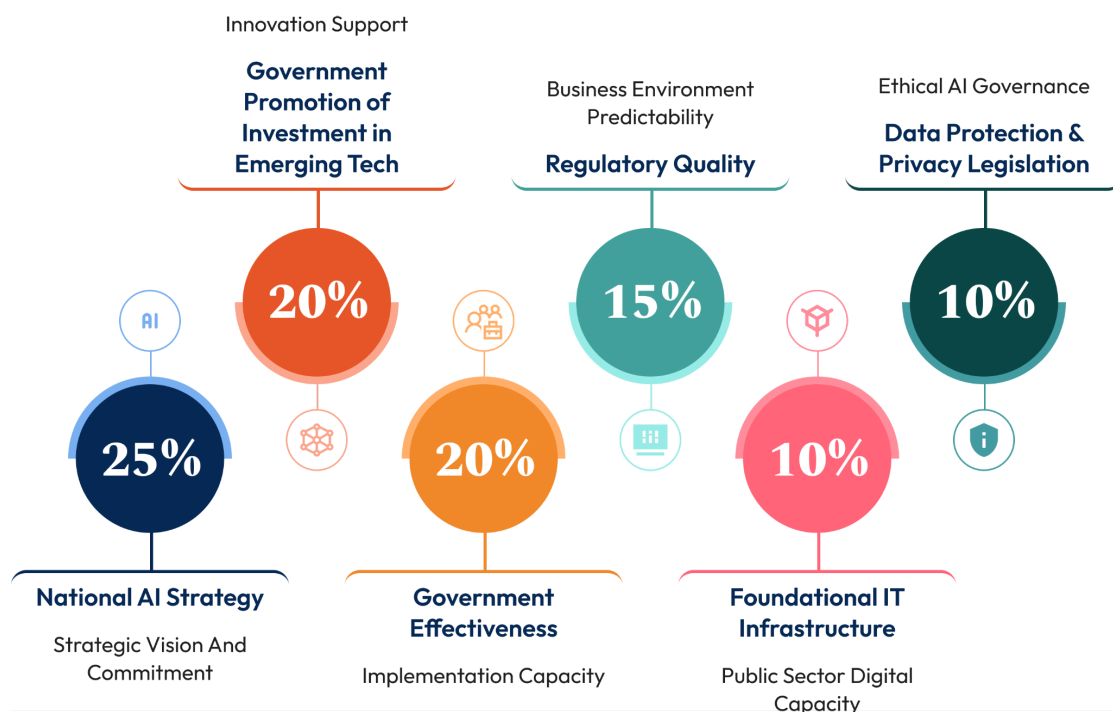 Innovation Support
Government
Promotion of
Investment in
Emerging Tech
Business Environment
Predictability
Regulatory Quality
Ethical AI Governance
Data Protection &
Privacy Legislation
20%
15%
10%
AI
25%
20%
10%
National AI Strategy
Strategic Vision And
Commitment
Government
Effectiveness
Implementation Capacity
Foundational IT
Infrastructure
Public Sector Digital
Capacity